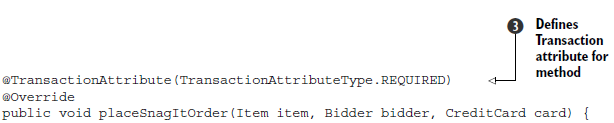 3 Defines
Transaction
attribute for
method
@TransactionAttribute(TransactionAttributeType.REQUIRED)
@Override
public void placeSnagItOrder(Item item, Bidder bidder, CreditCard card) {